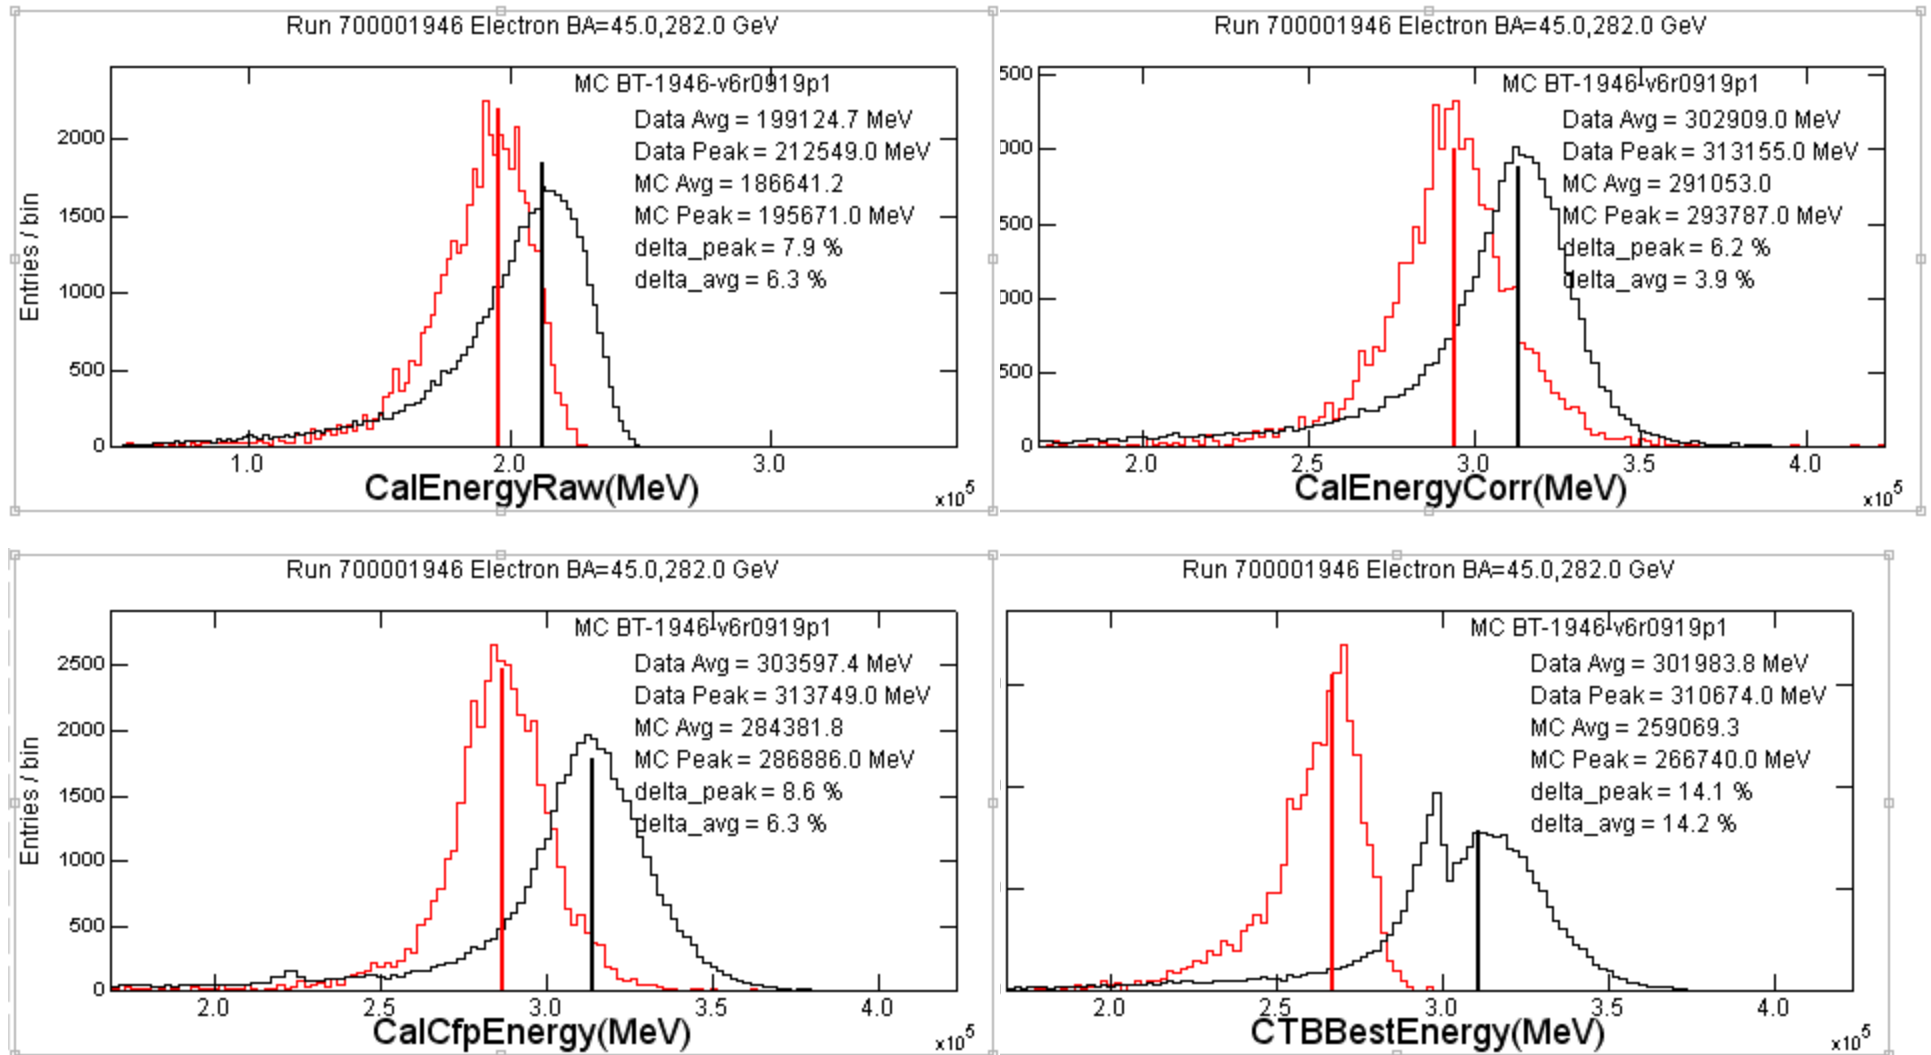 Run 700001946 Electron BA=45.0,282.0 GeV
MC BT-1946-v6r0919p1
Data Avg = 199124.7 MeV
Data Peak = 212549.0 MeV
MC Avg = 186641.2
MC Peak = 195671.0 MeV
delta_peak = 7.9 %
delta_avg = 6.3 %
Entries / bin
2000
1500
1000
500
0
1.0 2.0 3.0
CalEnergyRaw(MeV)
x10^5
Run 700001946 Electron BA=45.0,282.0 GeV
MC BT-1946-v6r0919p1
Data Avg = 302909.0 MeV
Data Peak = 313155.0 MeV
MC Avg = 291053.0
MC Peak = 293787.0 MeV
delta_peak = 6.2 %
delta_avg = 3.9 %
500
000
500
000
500
0
2.0 2.5 3.0 3.5 4.0
CalEnergyCorr(MeV)
x10^5
Run 700001946 Electron BA=45.0,282.0 GeV
MC BT-1946-v6r0919p1
Data Avg = 303597.4 MeV
Data Peak = 313749.0 MeV
MC Avg = 284381.8
MC Peak = 286886.0 MeV
delta_peak = 8.6 %
delta_avg = 6.3 %
Entries / bin
2500
2000
1500
1000
500
0
2.0 2.5 3.0 3.5 4.0
CalCfpEnergy(MeV)
x10^5
Run 700001946 Electron BA=45.0,282.0 GeV
MC BT-1946-v6r0919p1
Data Avg = 301983.8 MeV
Data Peak = 310674.0 MeV
MC Avg = 259069.3
MC Peak = 266740.0 MeV
delta_peak = 14.1 %
delta_avg = 14.2 %
2.0 2.5 3.0 3.5 4.0
CTBBestEnergy(MeV)
x10^5